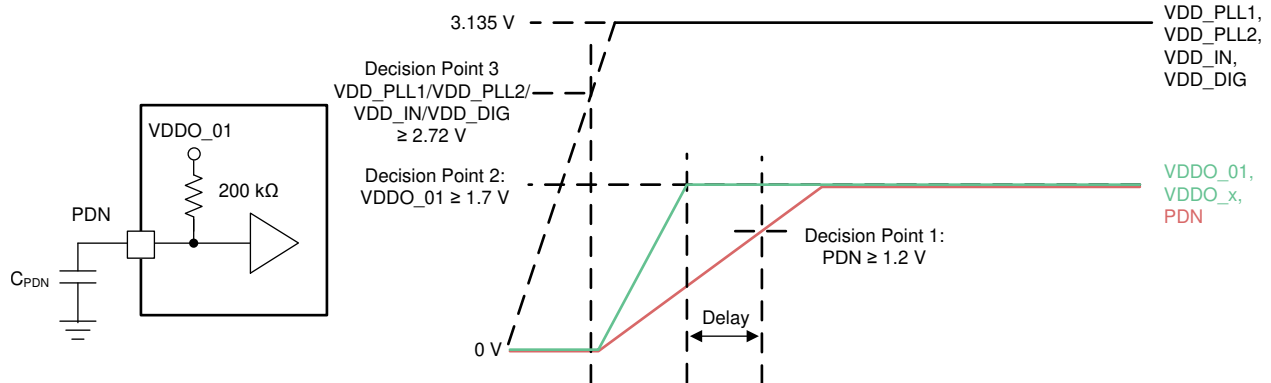 3.135 V
VDD_PLL1,
VDD_PLL2,
VDD_IN,
VDD_DIG
Decision Point 3
VDD_PLL1/VDD_PLL2/
VDD_IN/VDD_DIG
≥ 2.72 V
VDDO_01
200 kΩ
PDN
CPDN
Decision Point 2:
VDDO_01 ≥ 1.7 V
VDDO_01,
VDDO_x,
PDN
Decision Point 1:
PDN ≥ 1.2 V
Delay
0 V